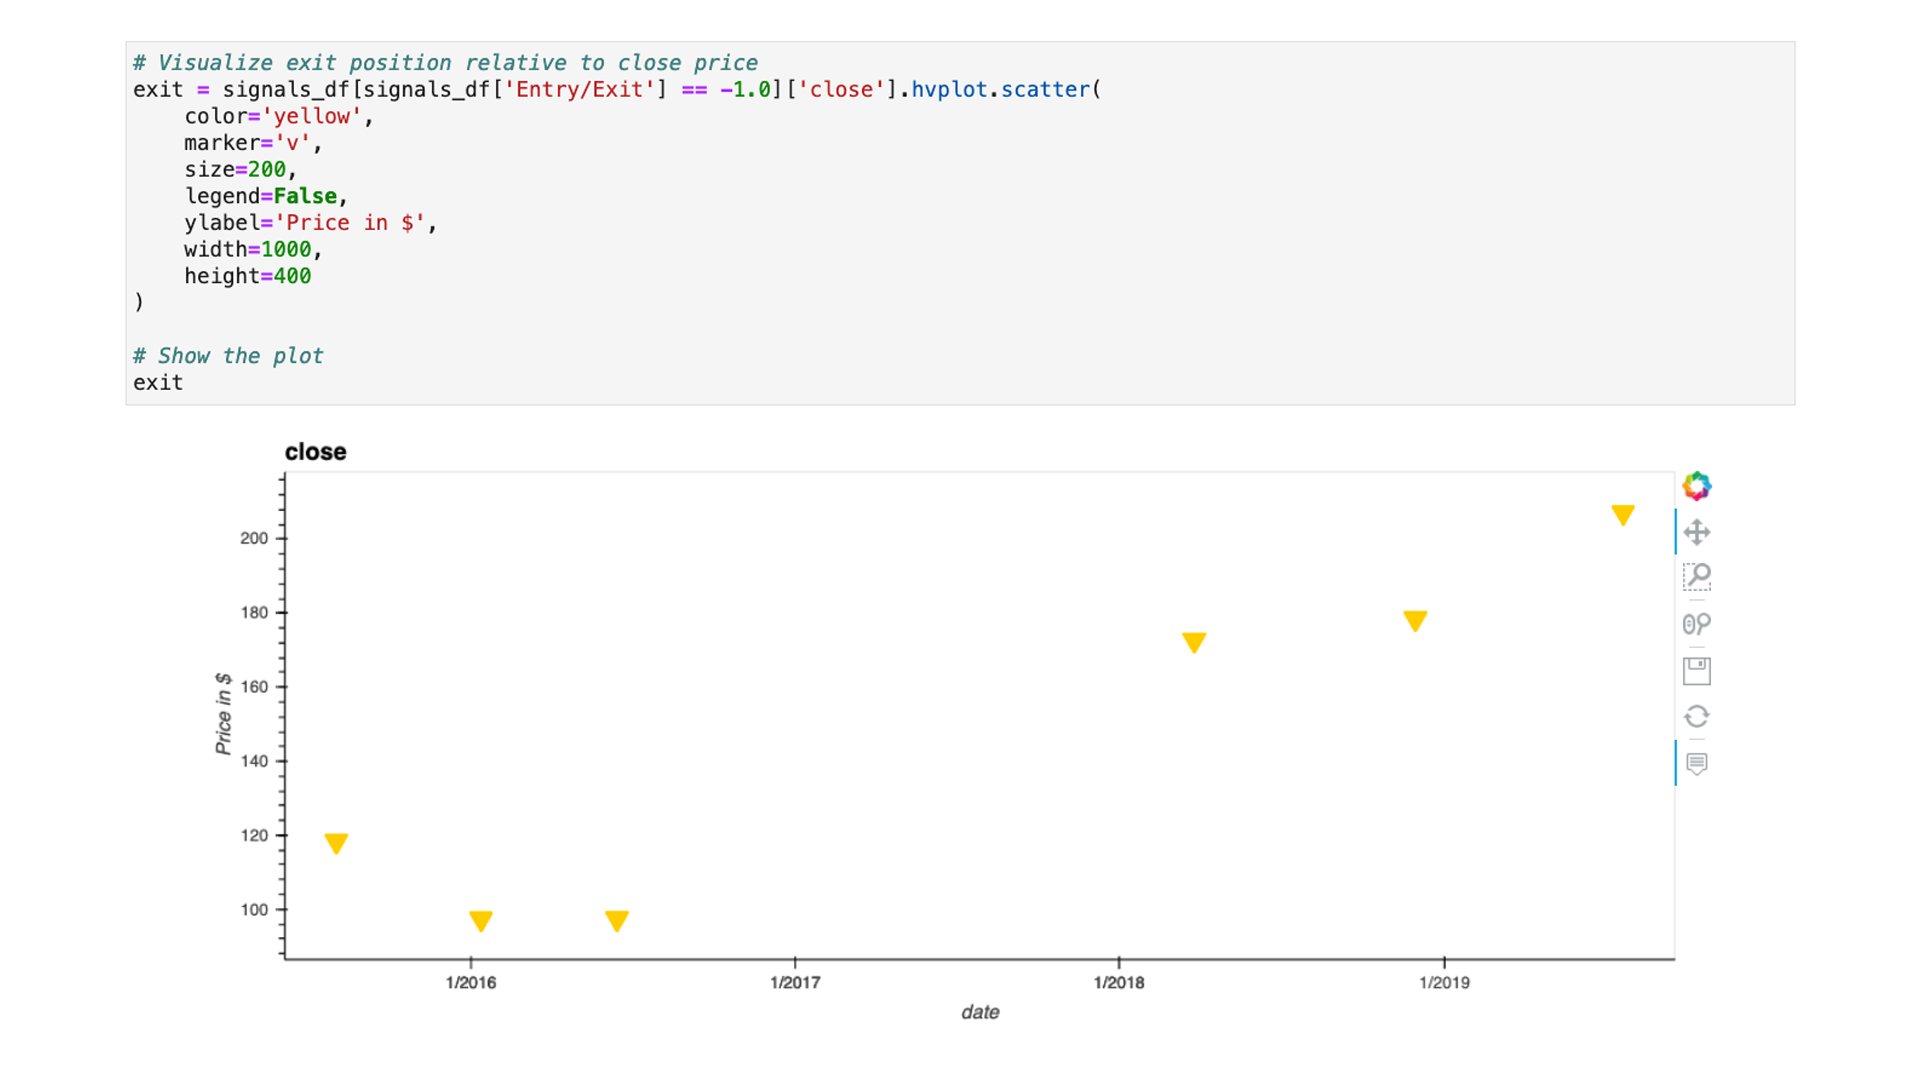 # Visualize exit position relative to close price
exit = signals_df[signals_df['Entry/Exit'] == -1.0]['close'].hvplot.scatter(
    color='yellow',
    marker='v',
    size=200,
    legend=False,
    ylabel='Price in $',
    width=1000,
    height=400
)
# Show the plot
exit
close
200
180
160
140
120
100
Price in $
1/2016 1/2017 1/2018 1/2019
date